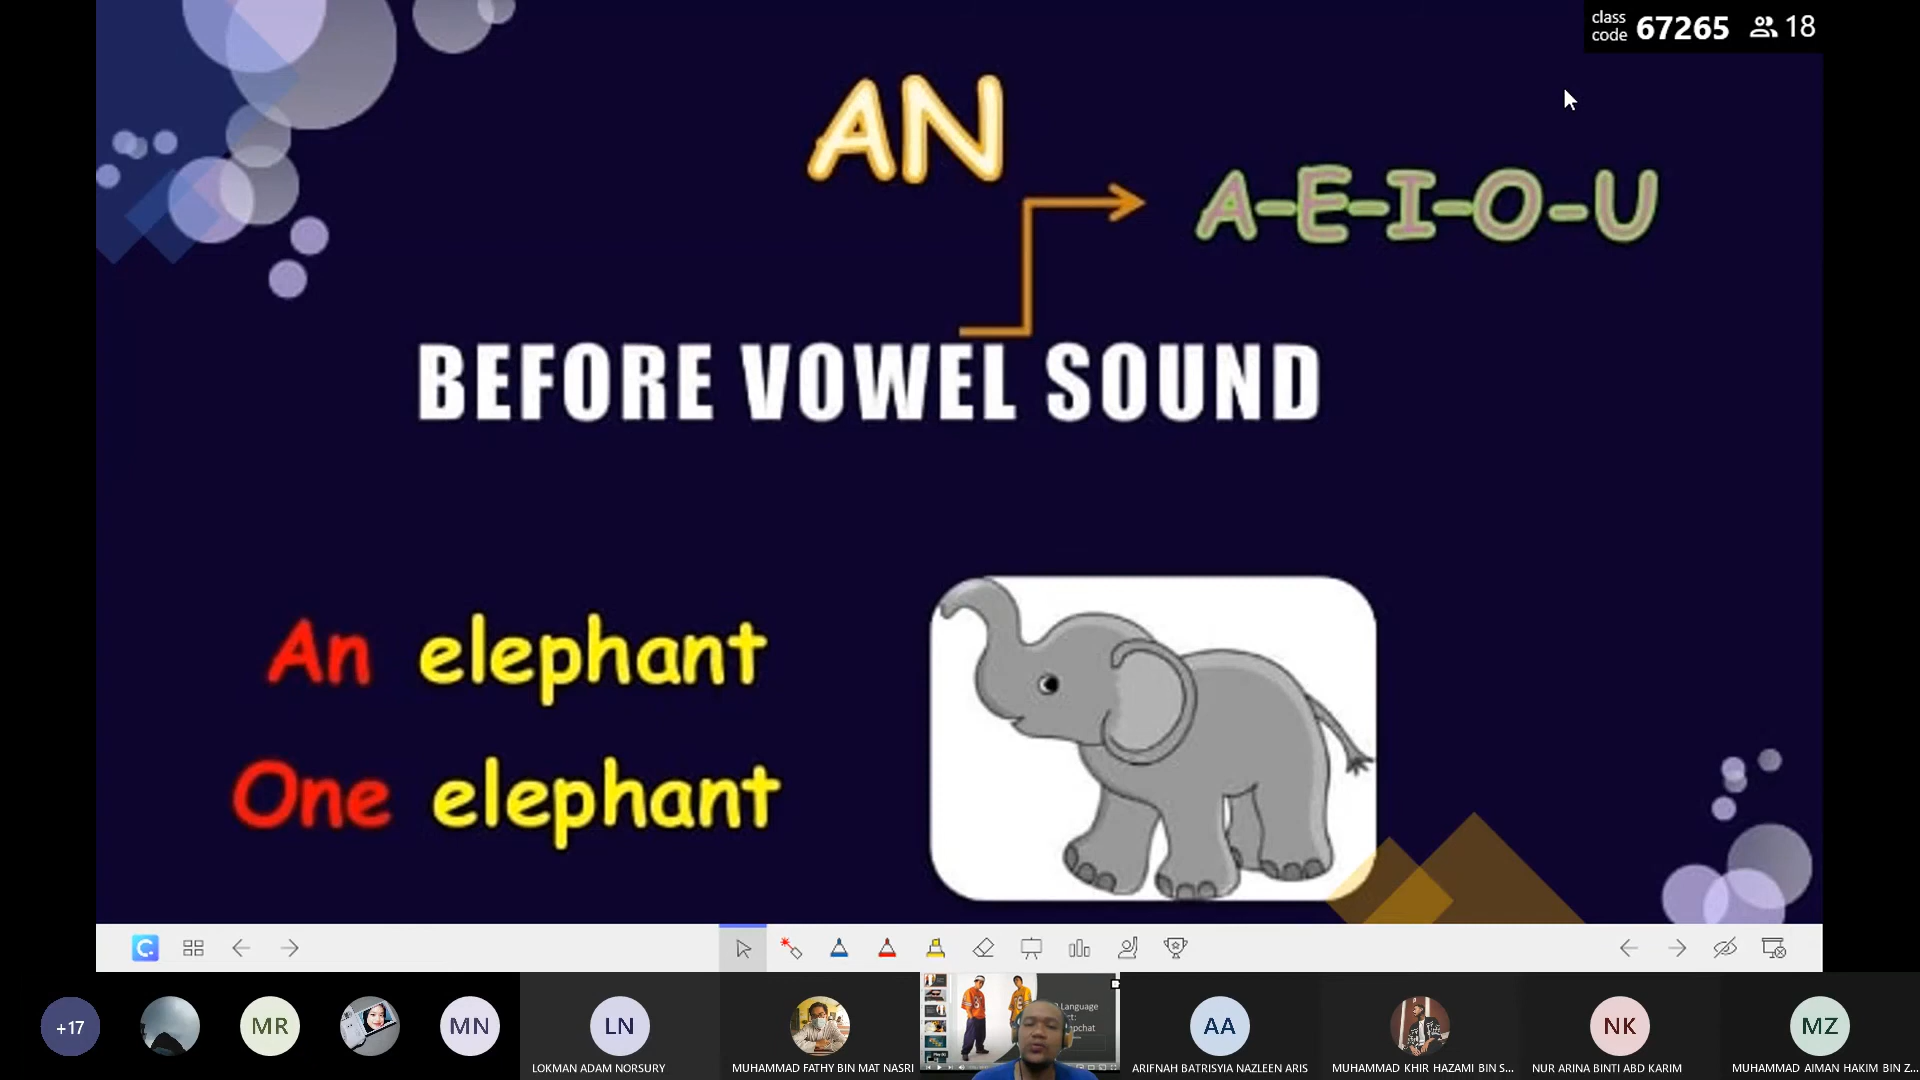 class code 67265 18
AN
A-E-I-O-U
BEFORE VOWEL SOUND
An elephant
One elephant
+17
MR
MN
LN
AA
NK
MZ
Language
LOKMAN ADAM NORSURY
MUHAMMAD FATHY BIN MAT NASRI
ARIFNAH BATRISYIA NAZLEEN ARIS
MUHAMMAD KHIR HAZAMI BIN S...
NUR ARINA BINTI ABD KARIM
MUHAMMAD AIMAN HAKIM BIN Z...